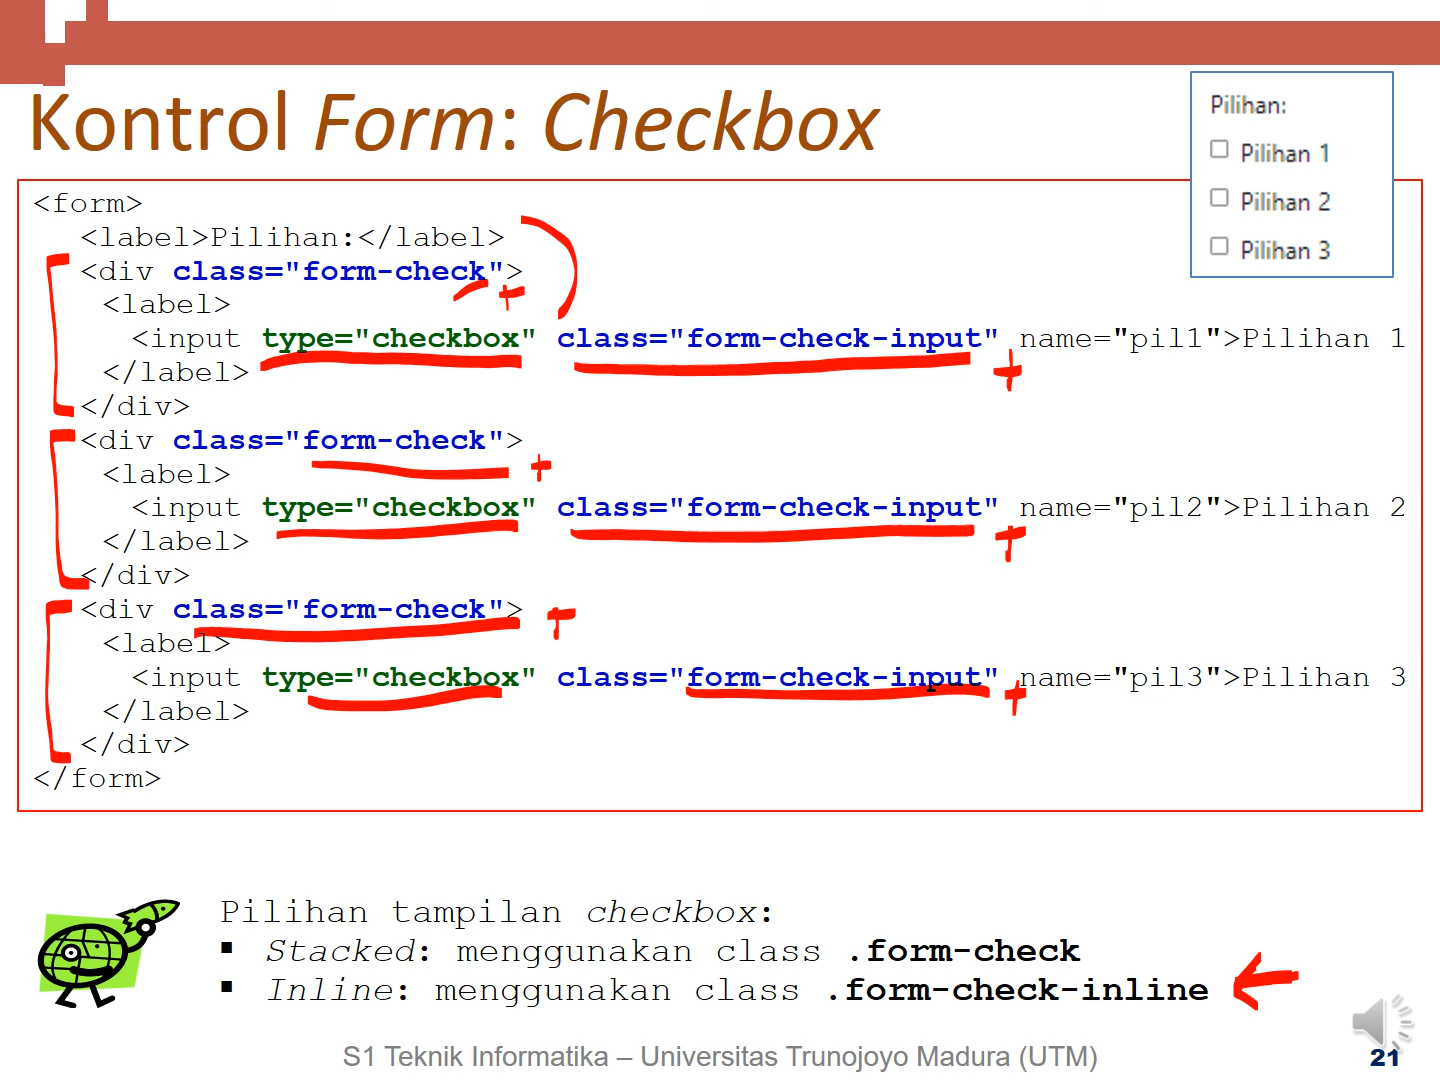 Kontrol Form: Checkbox
Pilihan:
Pilihan 1
Pilihan 2
Pilihan 3
<form>
<label>Pilihan:</label>
<div class="form-check">
<label>
<input type="checkbox" class="form-check-input" name="pil1">Pilihan 1
</label>
</div>
<div class="form-check">
<label>
<input type="checkbox" class="form-check-input" name="pil2">Pilihan 2
</label>
</div>
<div class="form-check">
<label>
<input type="checkbox" class="form-check-input" name="pil3">Pilihan 3
</label>
</div>
</form>
Pilihan tampilan checkbox:
▪ Stacked: menggunakan class .form-check
▪ Inline: menggunakan class .form-check-inline
S1 Teknik Informatika – Universitas Trunojoyo Madura (UTM)
21